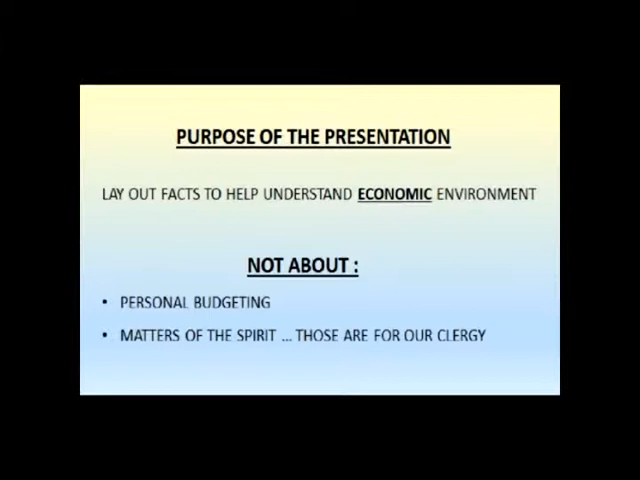 PURPOSE OF THE PRESENTATION
LAY OUT FACTS TO HELP UNDERSTAND ECONOMIC ENVIRONMENT
NOT ABOUT :
• PERSONAL BUDGETING
• MATTERS OF THE SPIRIT ... THOSE ARE FOR OUR CLERGY